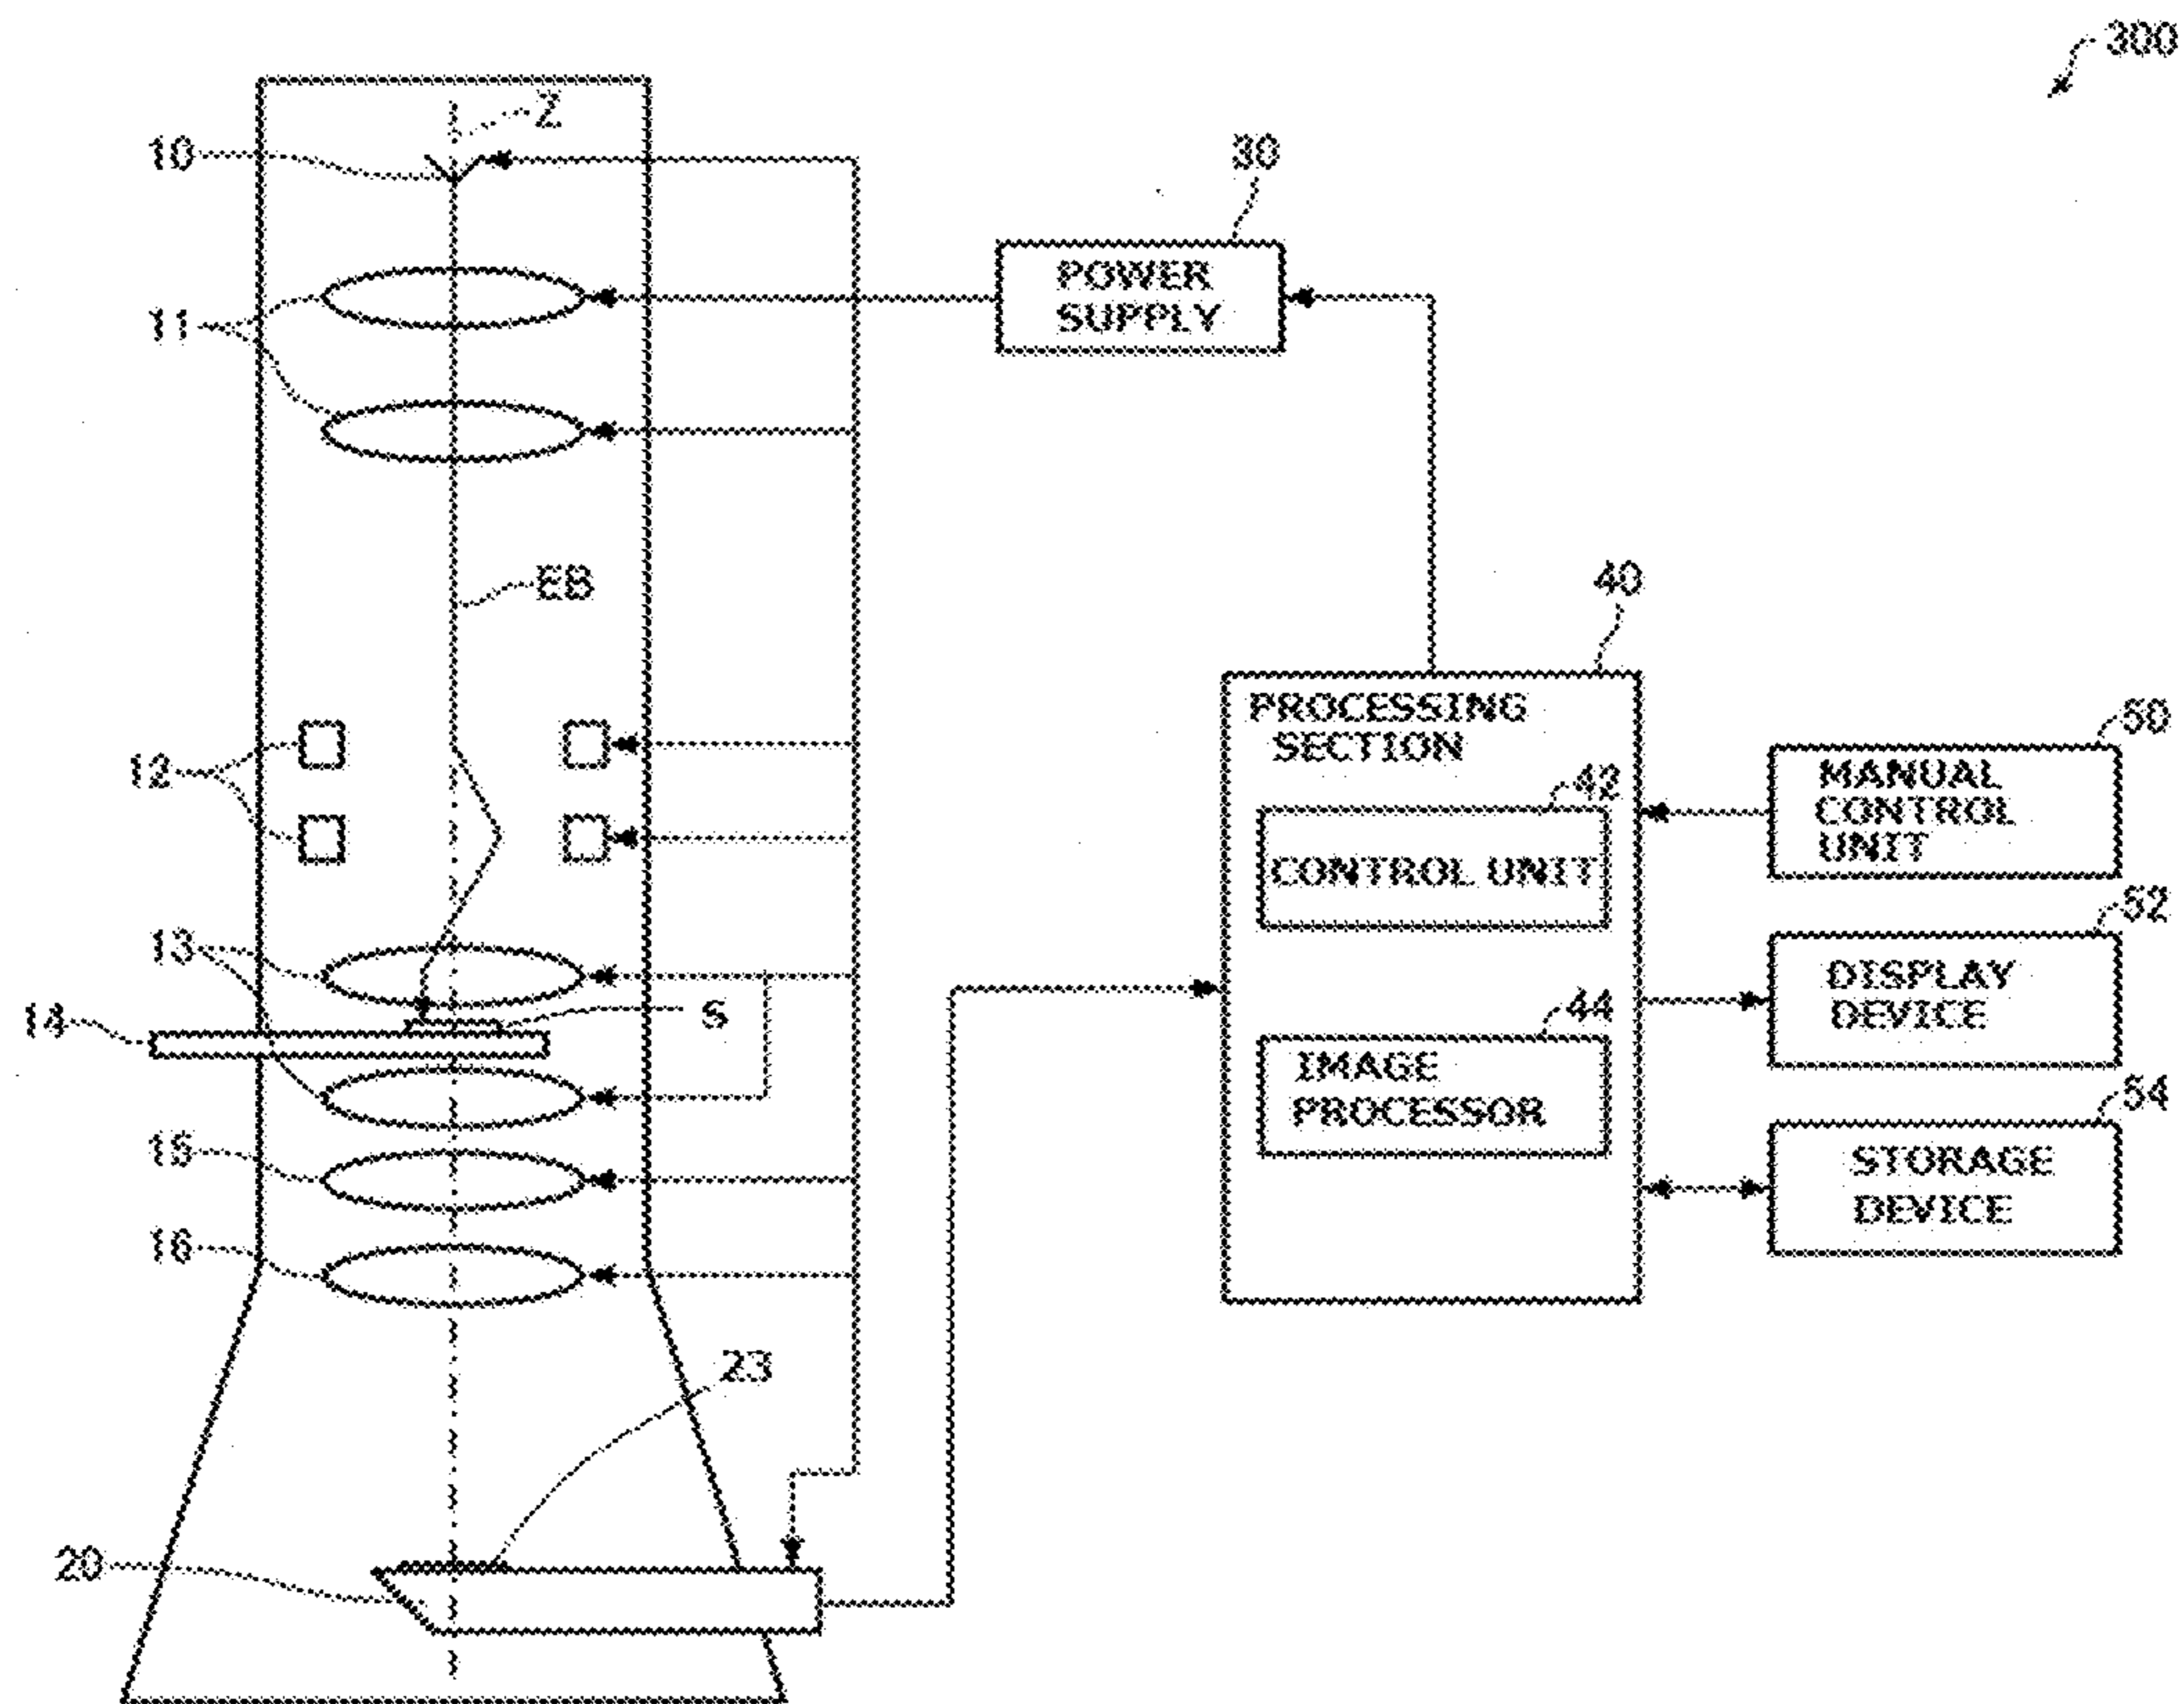 300
Z
10
30
POWER
SUPPLY
11
EB
40
PROCESSING
SECTION
50
MANUAL
CONTROL
UNIT
12
42
CONTROL UNIT
52
DISPLAY
DEVICE
13
14
S
44
IMAGE
PROCESSOR
54
STORAGE
DEVICE
15
16
23
20